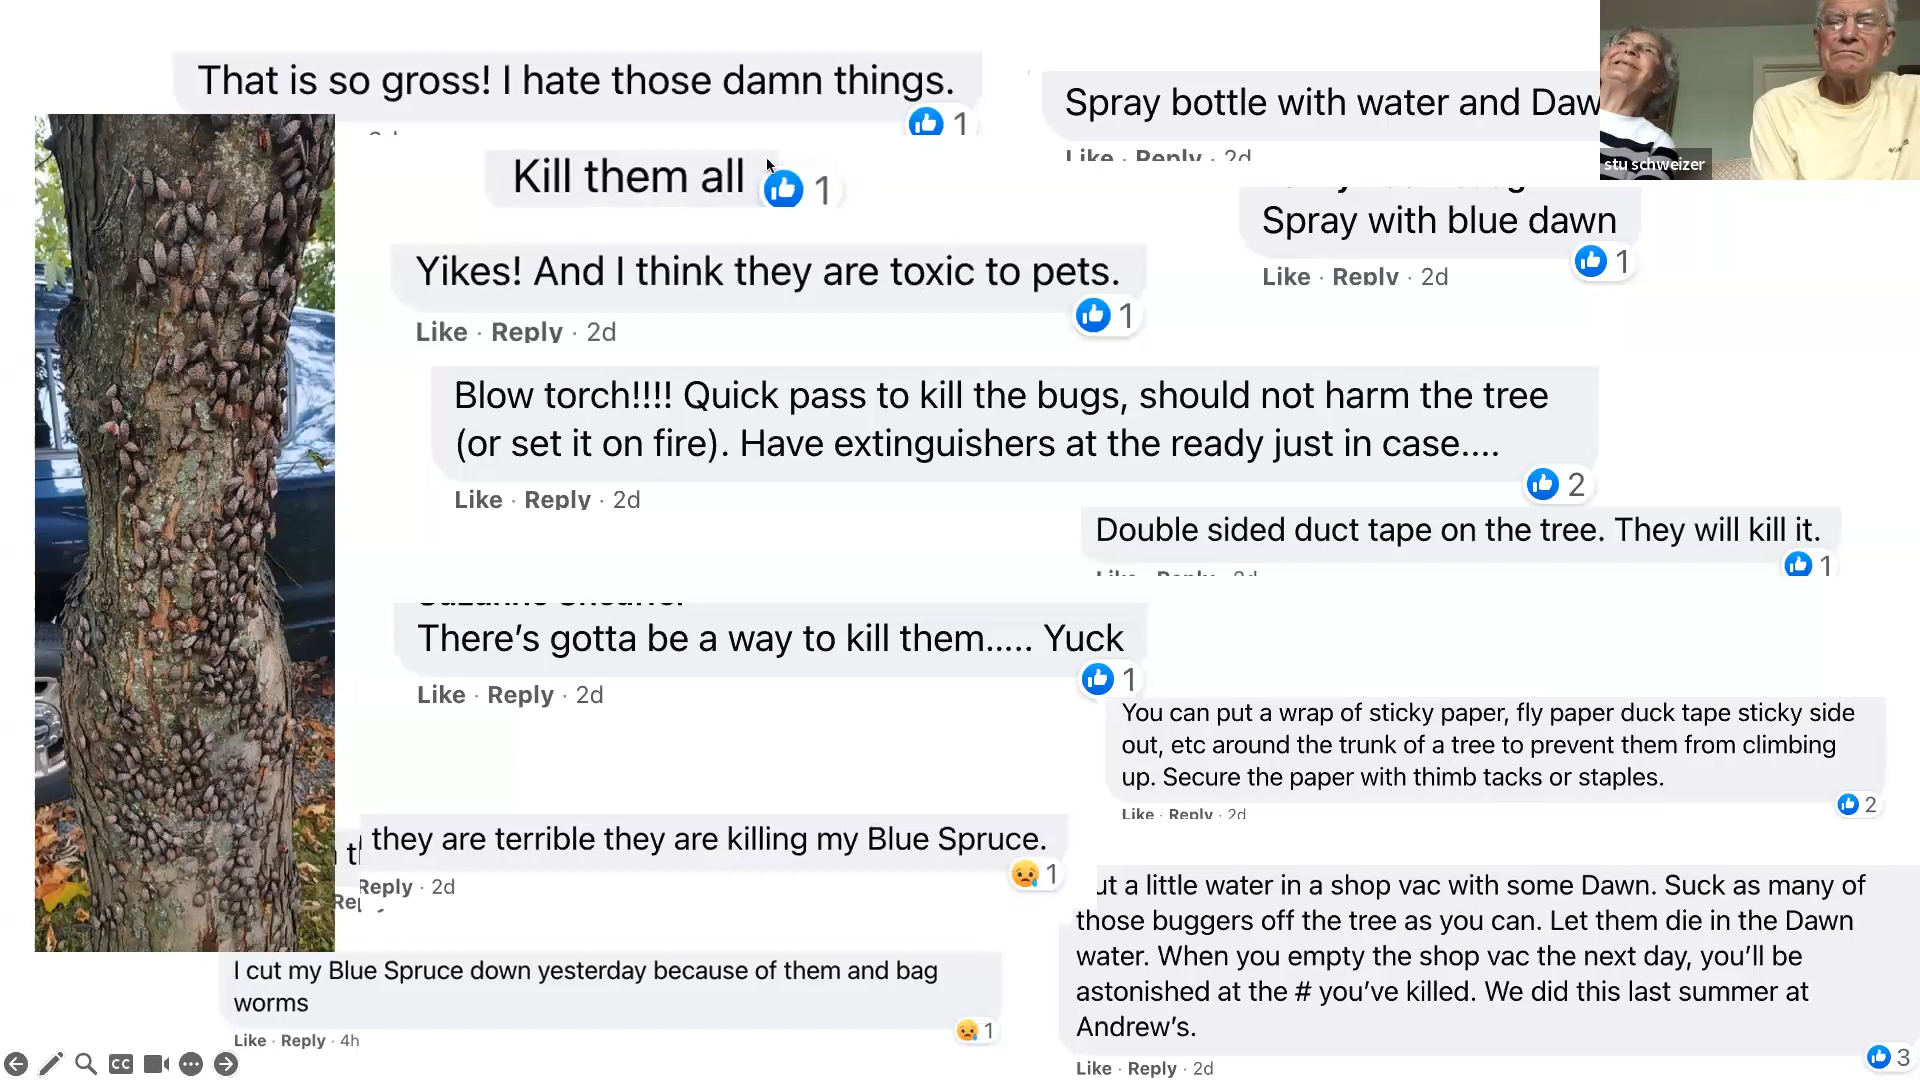 That is so gross! I hate those damn things.
1
Spray bottle with water and Daw
Like · Reply · 2d
stu schweizer
Kill them all
1
Spray with blue dawn
1
Like · Reply · 2d
Yikes! And I think they are toxic to pets.
1
Like · Reply · 2d
Blow torch!!!! Quick pass to kill the bugs, should not harm the tree
(or set it on fire). Have extinguishers at the ready just in case....
2
Like · Reply · 2d
Double sided duct tape on the tree. They will kill it.
1
Like · Reply · 2d
There’s gotta be a way to kill them..... Yuck
1
Like · Reply · 2d
You can put a wrap of sticky paper, fly paper duck tape sticky side
out, etc around the trunk of a tree to prevent them from climbing
up. Secure the paper with thimb tacks or staples.
2
Like · Reply · 2d
they are terrible they are killing my Blue Spruce.
1
Reply · 2d
ut a little water in a shop vac with some Dawn. Suck as many of
those buggers off the tree as you can. Let them die in the Dawn
water. When you empty the shop vac the next day, you’ll be
astonished at the # you’ve killed. We did this last summer at
Andrew’s.
3
Like · Reply · 2d
I cut my Blue Spruce down yesterday because of them and bag
worms
1
Like · Reply · 4h
CC